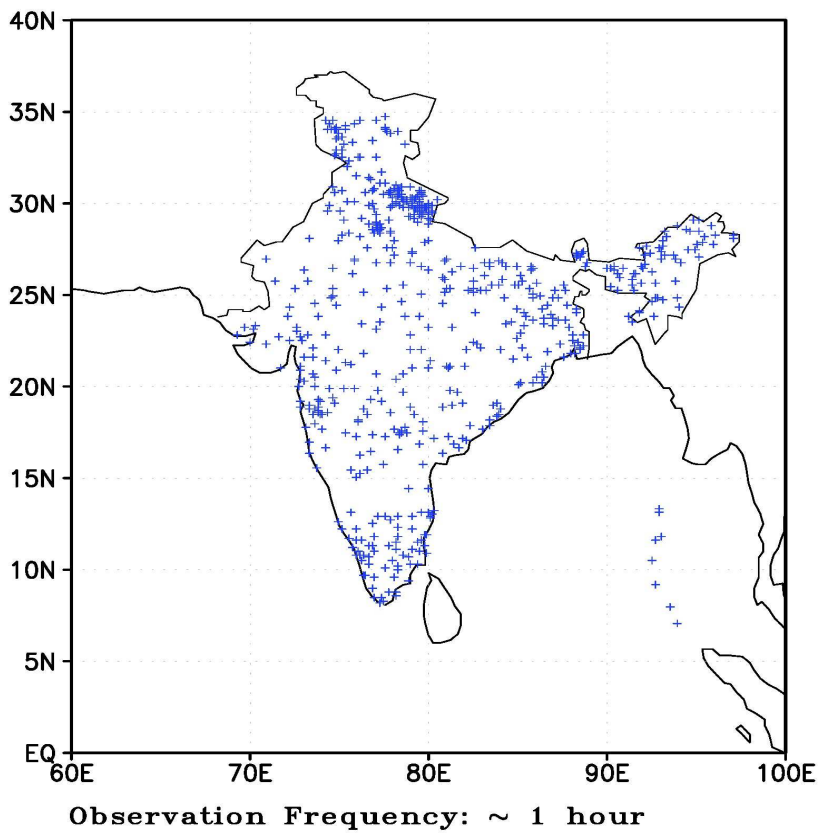 40N
35N
30N
25N
20N
15N
10N
5N
EQ
60E 70E 80E 90E 100E
Observation Frequency: ~ 1 hour